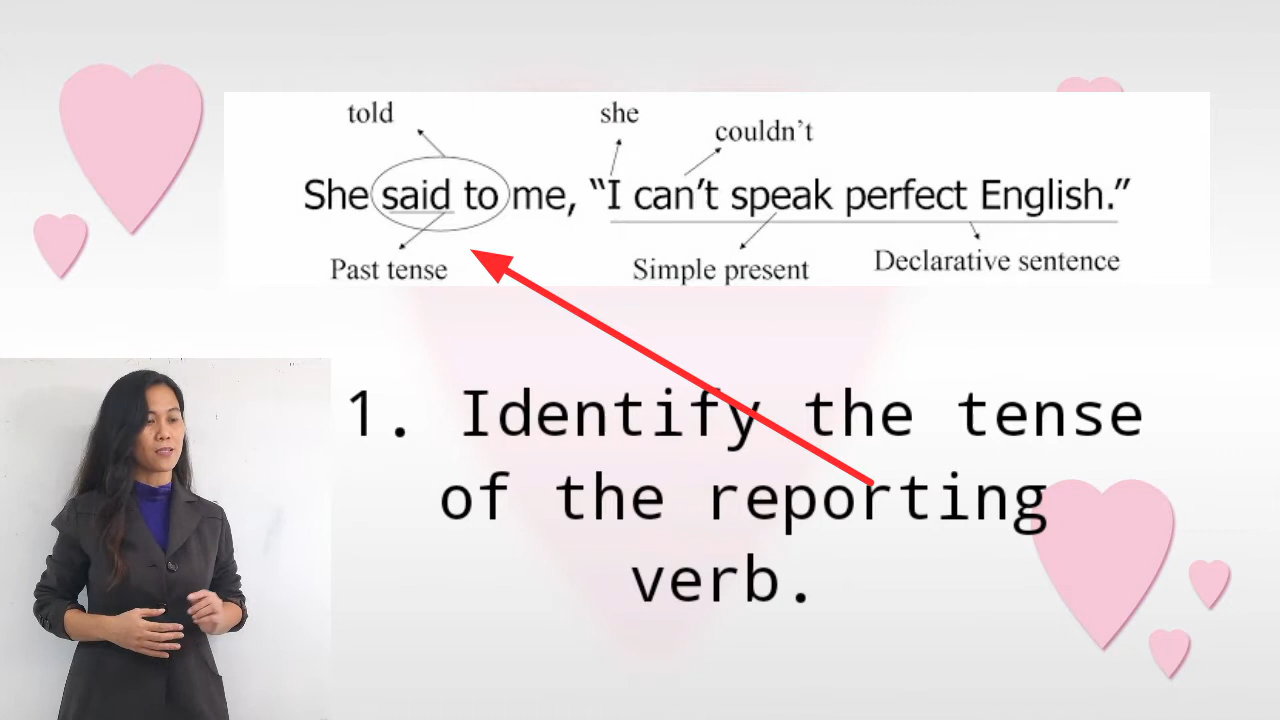 told she couldn't
She said to me, “I can't speak perfect English.”
Past tense Simple present Declarative sentence
1. Identify the tense
of the reporting
verb.